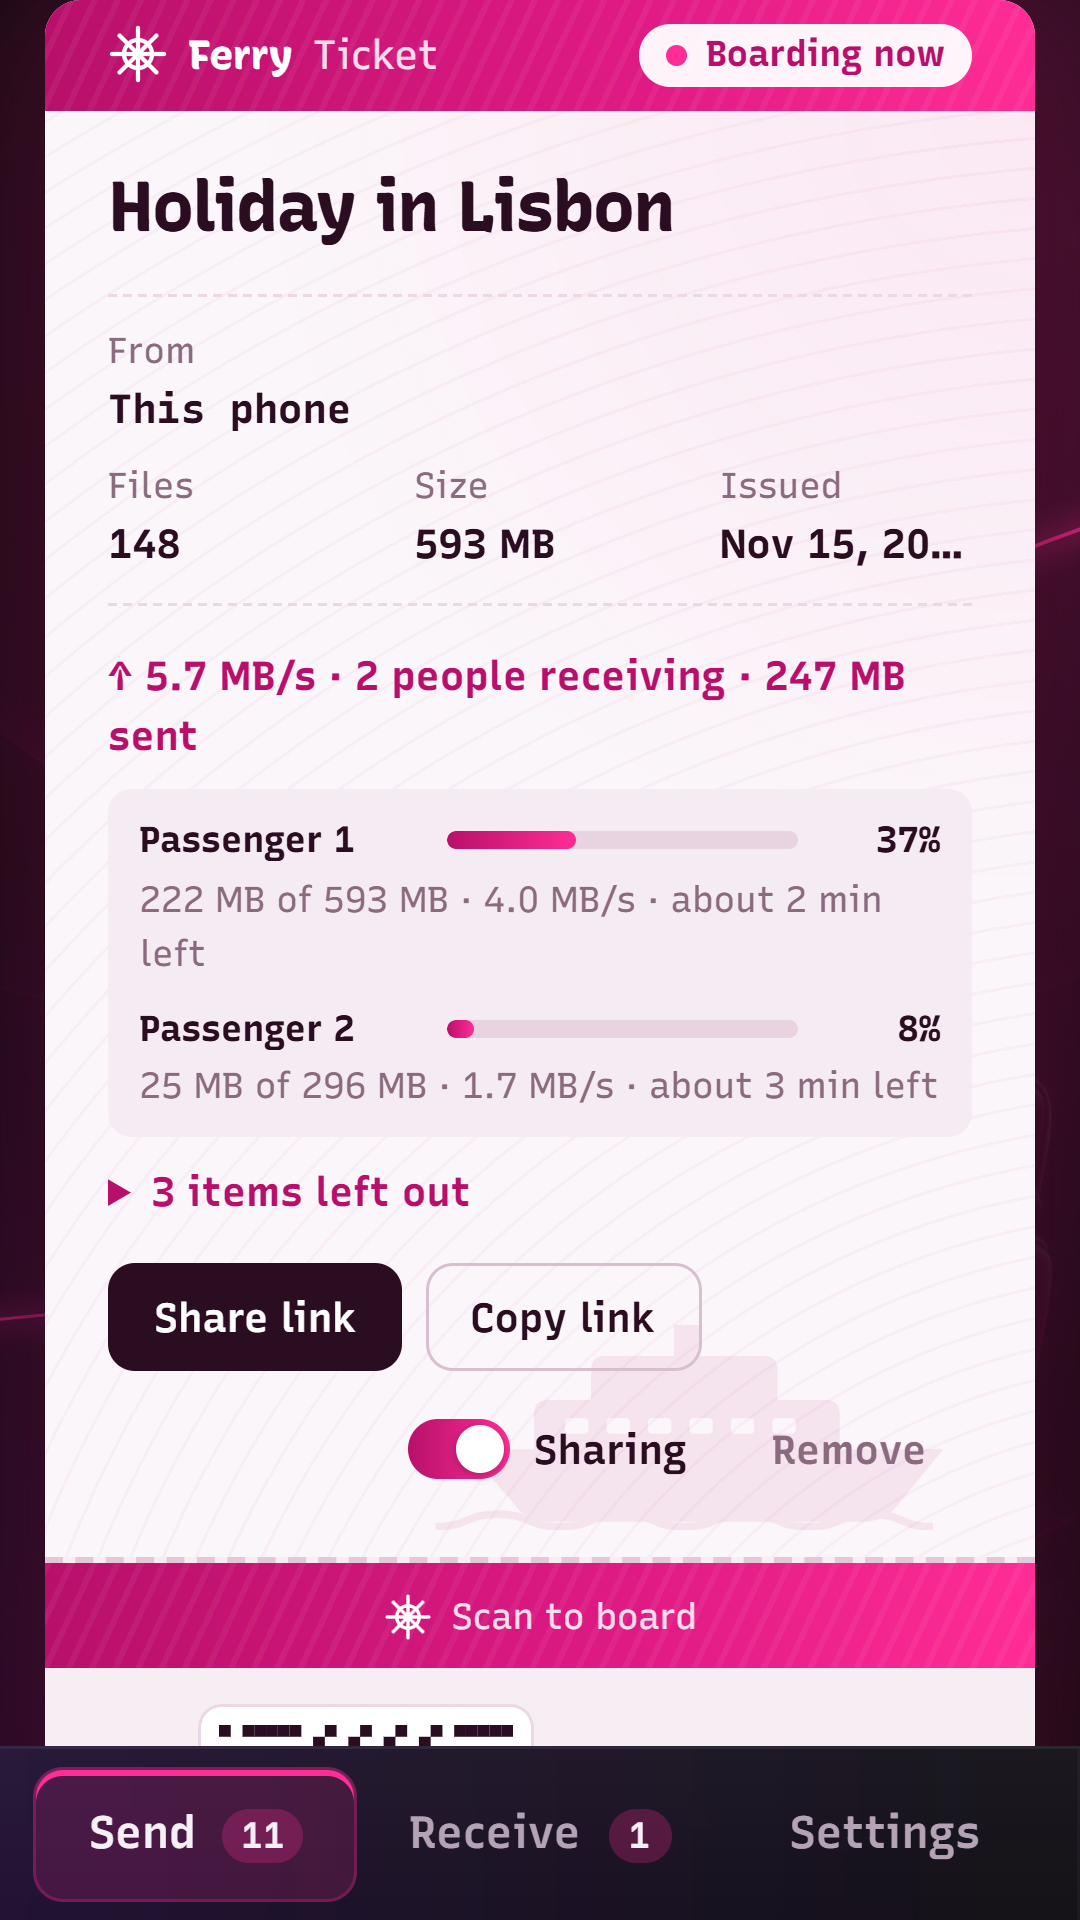 Ferry Ticket
Boarding now
Holiday in Lisbon
From
This phone
Files Size Issued
148 593 MB Nov 15, 20...
↑ 5.7 MB/s · 2 people receiving · 247 MB
sent
Passenger 1 37%
222 MB of 593 MB · 4.0 MB/s · about 2 min
left
Passenger 2 8%
25 MB of 296 MB · 1.7 MB/s · about 3 min left
▶ 3 items left out
Share link Copy link
Sharing Remove
Scan to board
Send 11 Receive 1 Settings